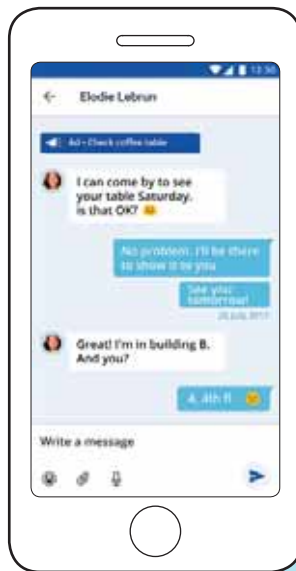 12:30
Elodie Lebrun
Ad - Check coffee table
I can come by to see
your table Saturday.
is that OK?
No problem. I'll be there
to show it to you
See you
tomorrow!
Great! I'm in building B.
And you?
A, 4th fl
Write a message